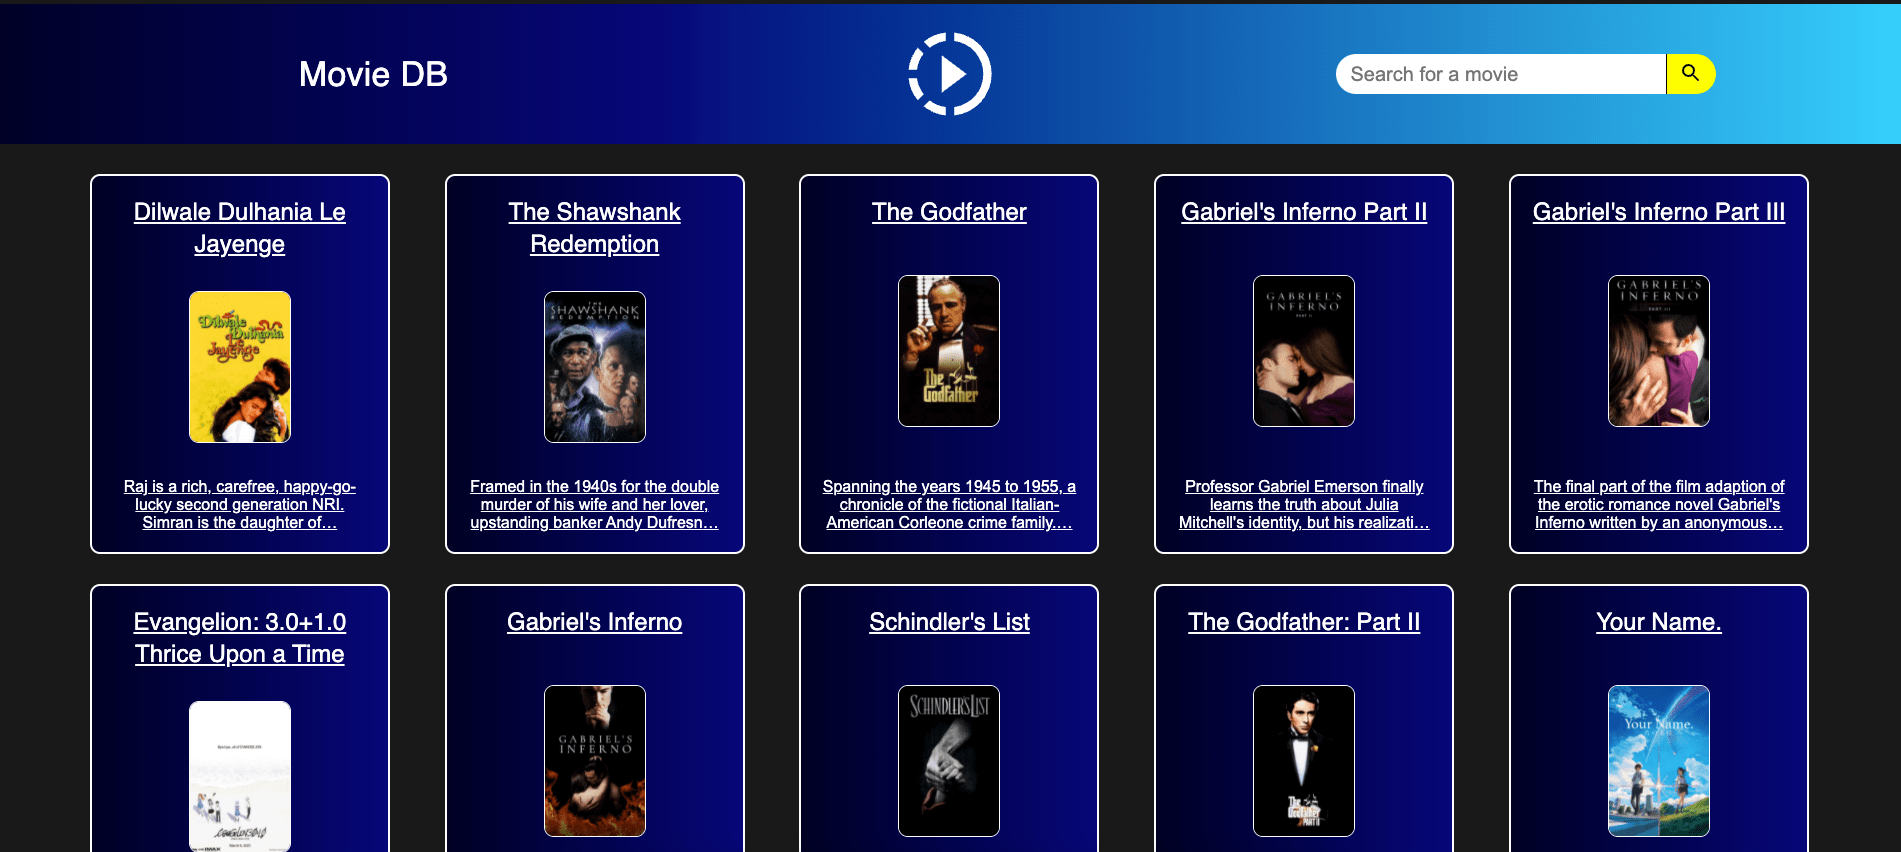 Movie DB
Search for a movie
Dilwale Dulhania Le
Jayenge
Dilwale
Dulhania
Le
Jayenge
Raj is a rich, carefree, happy-go-
lucky second generation NRI.
Simran is the daughter of…
The Shawshank
Redemption
THE
SHAWSHANK
REDEMPTION
Framed in the 1940s for the double
murder of his wife and her lover,
upstanding banker Andy Dufresn…
The Godfather
The
Godfather
Spanning the years 1945 to 1955, a
chronicle of the fictional Italian-
American Corleone crime family.…
Gabriel's Inferno Part II
GABRIEL'S
INFERNO
PART II
Professor Gabriel Emerson finally
learns the truth about Julia
Mitchell's identity, but his realizati…
Gabriel's Inferno Part III
GABRIEL'S
INFERNO
PART III
The final part of the film adaption of
the erotic romance novel Gabriel's
Inferno written by an anonymous…
Evangelion: 3.0+1.0
Thrice Upon a Time
Gabriel's Inferno
GABRIEL'S
INFERNO
Schindler's List
SCHINDLER'S LIST
The Godfather: Part II
The
Godfather
PART II
Your Name.
Your Name.